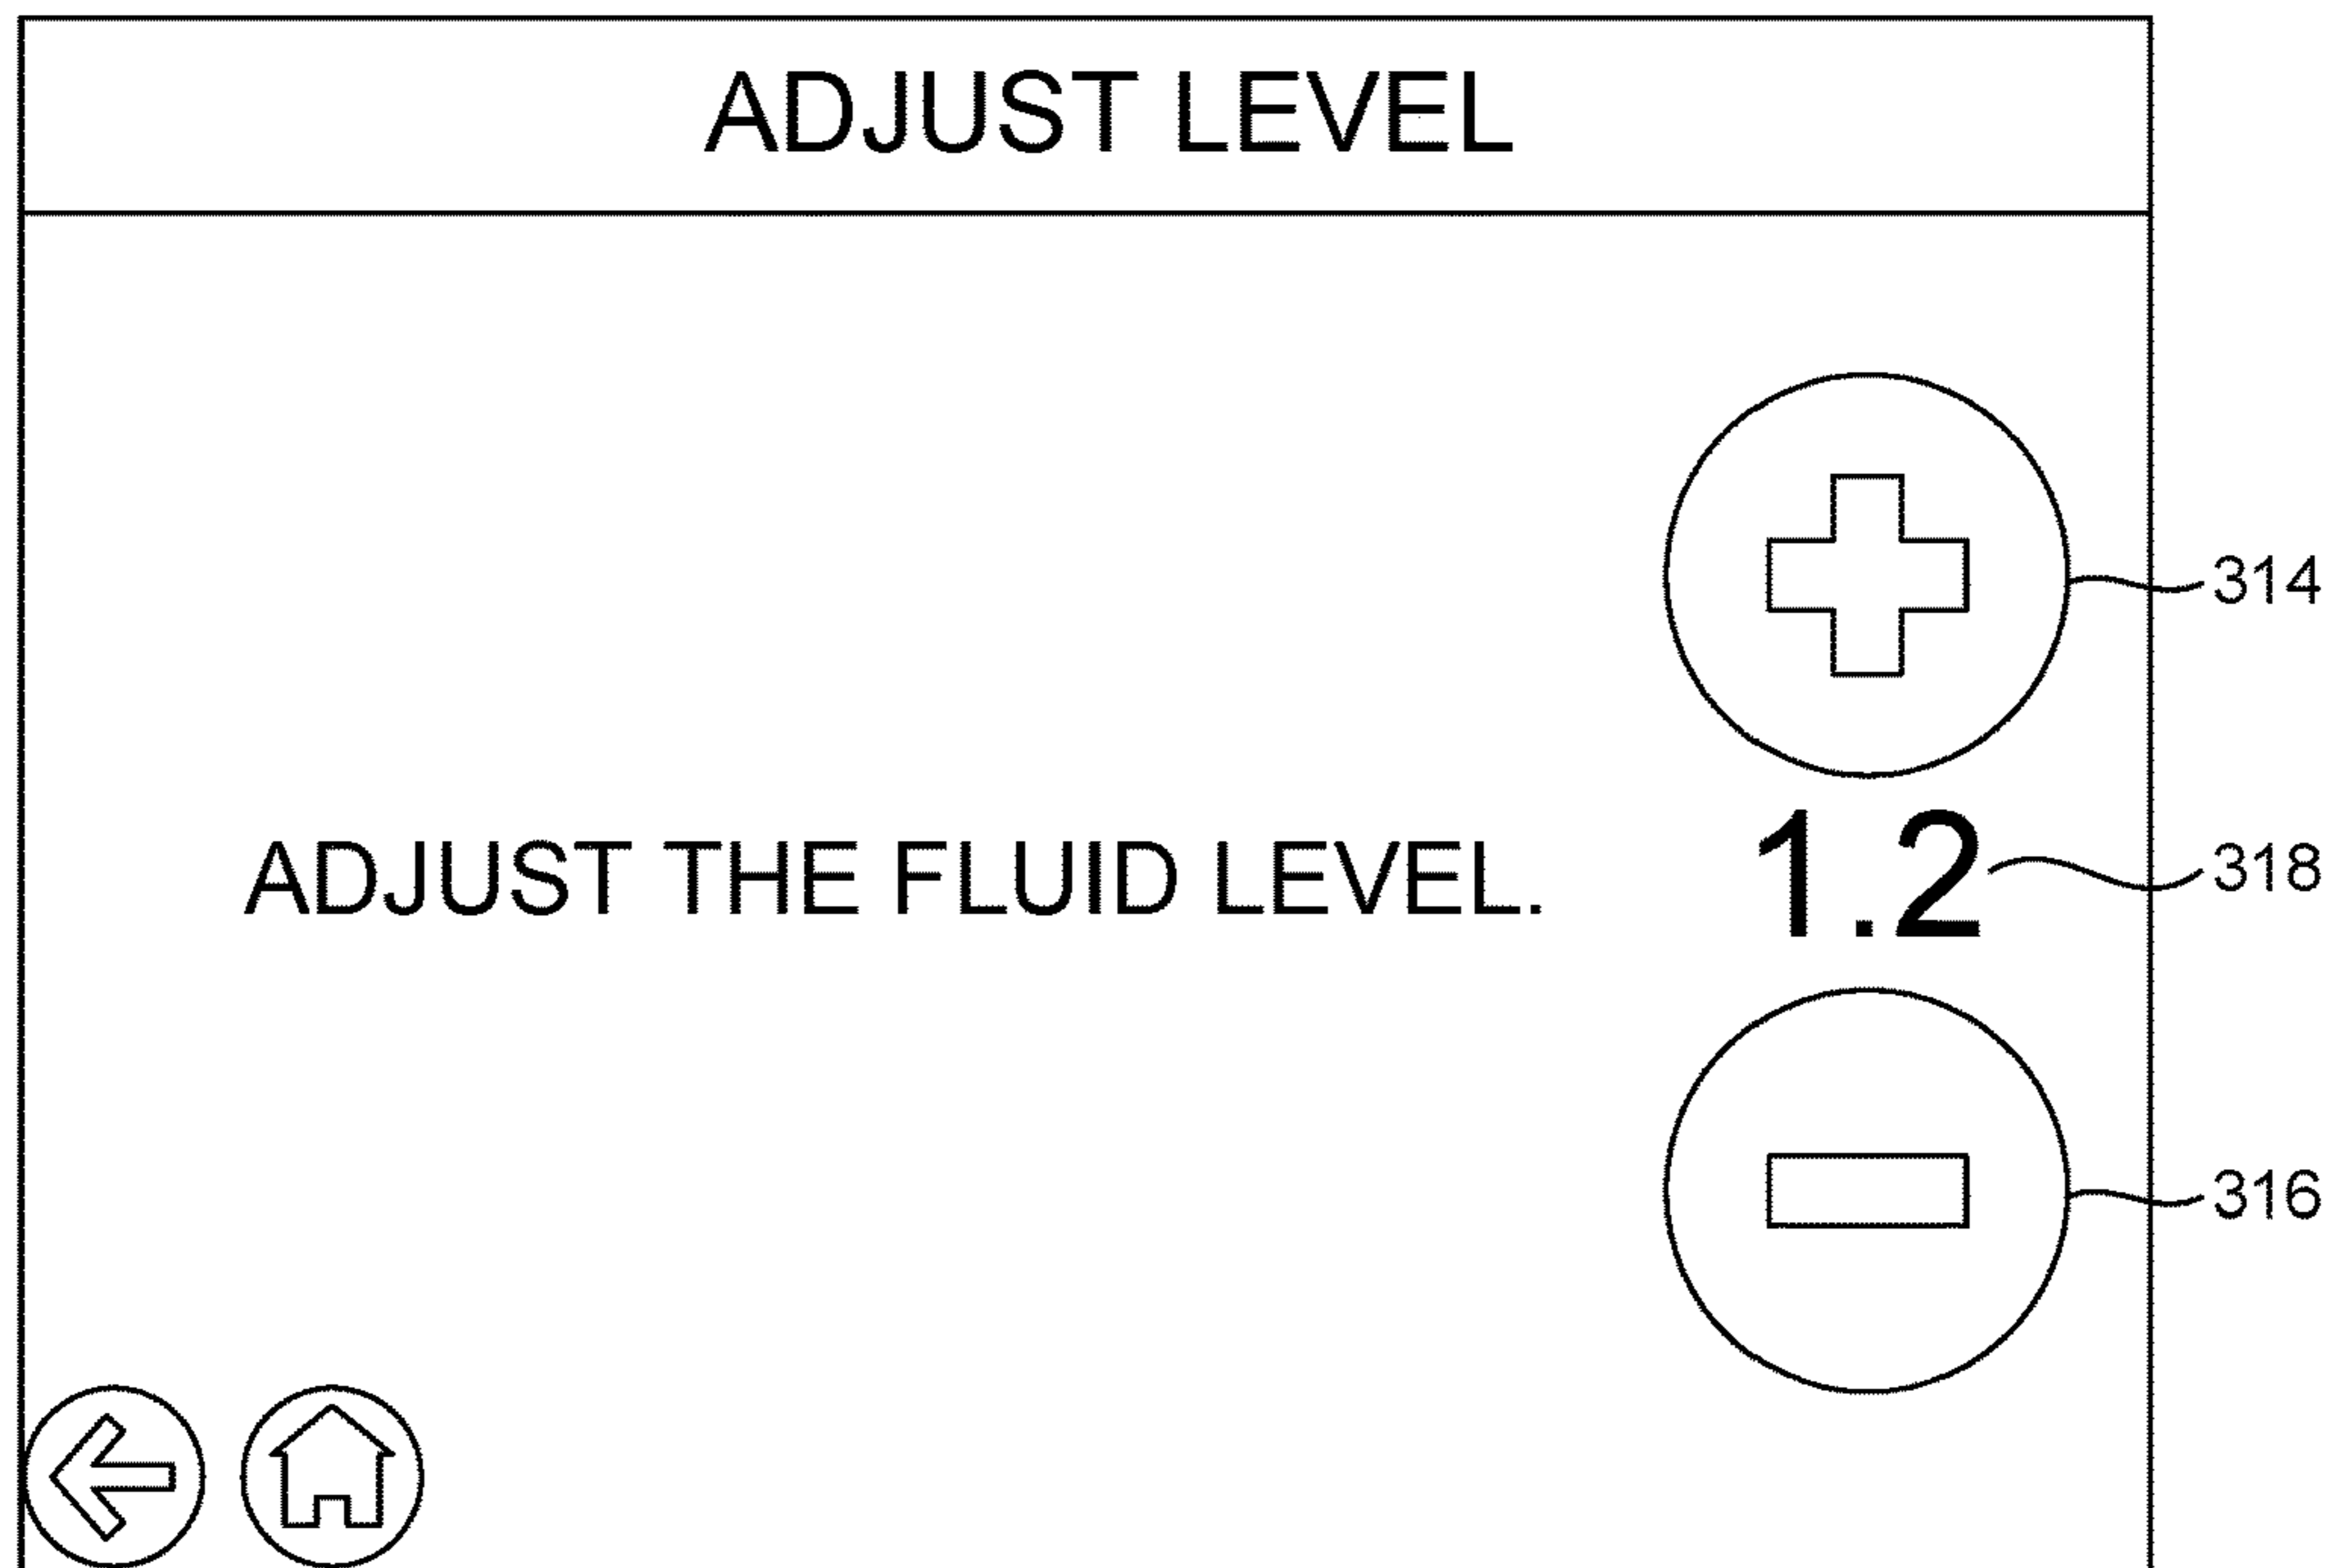 ADJUST LEVEL
314
ADJUST THE FLUID LEVEL. 1.2 318
316